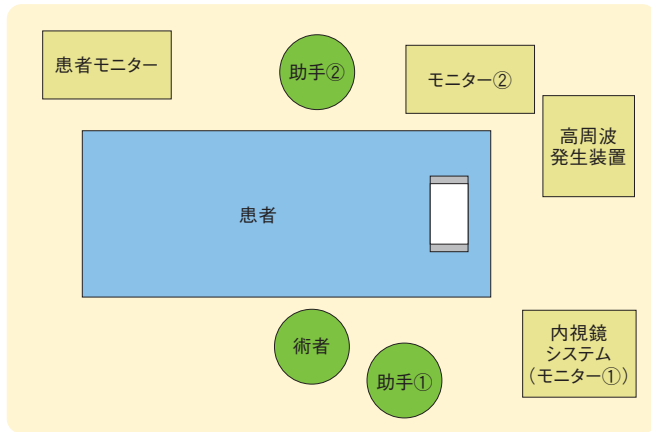 患者モニター
助手②
モニター②
高周波
発生装置
患者
術者
助手①
内視鏡
システム
（モニター①）